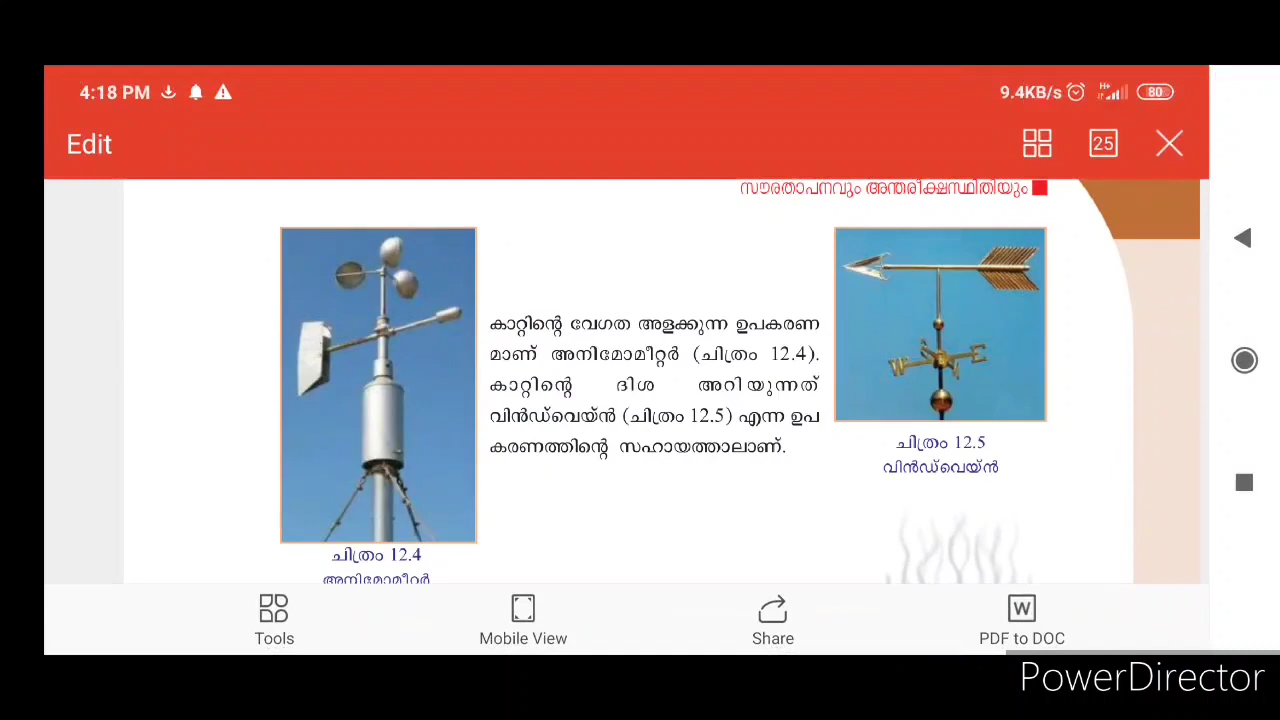 4:18 PM
9.4KB/s H+ 80
Edit
25
സൗരതാപനവും അന്തരീക്ഷസ്ഥിതിയും
കാറ്റിന്റെ വേഗത അളക്കുന്ന ഉപകരണ
മാണ് അനിമോമീറ്റർ (ചിത്രം 12.4).
കാറ്റിന്റെ ദിശ അറിയുന്നത്
വിൻഡ്‌വെയ്ൻ (ചിത്രം 12.5) എന്ന ഉപ
കരണത്തിന്റെ സഹായത്താലാണ്.
W E
ചിത്രം 12.5
വിൻഡ്‌വെയ്ൻ
ചിത്രം 12.4
അനിമോമീറ്റർ
Tools
Mobile View
Share
W
PDF to DOC
PowerDirector